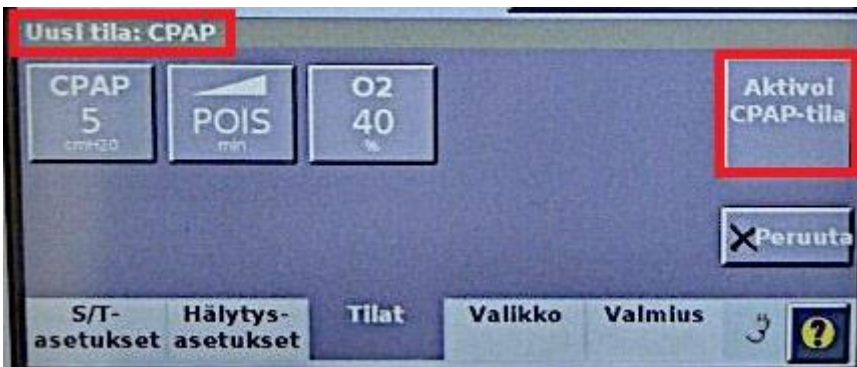 Uusi tila: CPAP
CPAP
5
cmH2O
POIS
min
O2
40
%
Aktivoi
CPAP-tila
Peruuta
S/T-
asetukset
Hälytys-
asetukset
Tilat
Valikko
Valmius
?